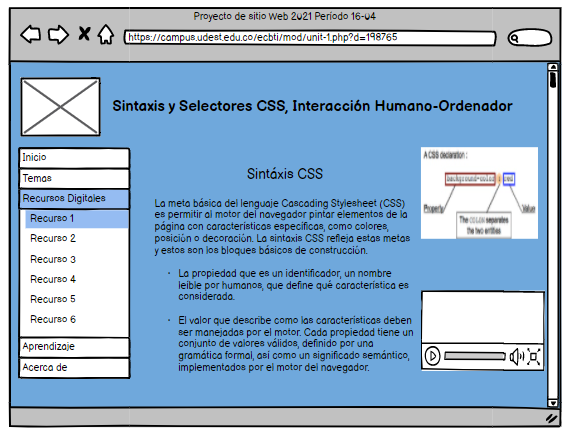 Proyecto de sitio Web 2021 Período 16-04
https://campus.udest.edu.co/ecbti/mod/unit-1.php?d=198765
Sintaxis y Selectores CSS, Interacción Humano-Ordenador
Inicio
Temas
Recursos Digitales
Recurso 1
Recurso 2
Recurso 3
Recurso 4
Recurso 5
Recurso 6
Aprendizaje
Acerca de
Sintáxis CSS
La meta básica del lenguaje Cascading Stylesheet (CSS)
es permitir al motor del navegador pintar elementos de la
página con características específicas, como colores,
posición o decoración. La sintaxis CSS refleja estas metas
y estos son los bloques básicos de construcción.
· La propiedad que es un identificador, un nombre
leible por humanos, que define qué característica es
considerada.
· El valor que describe como las características deben
ser manejadas por el motor. Cada propiedad tiene un
conjunto de valores válidos, definido por una
gramática formal, así como un significado semántico,
implementados por el motor del navegador.
A CSS declaration :
background-color : red
Property
Value
The COLON separates
the two entities